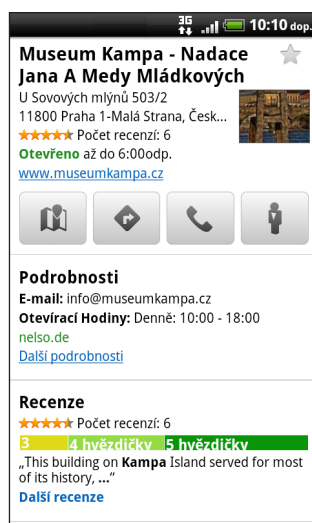 3G 10:10 dop.
Museum Kampa - Nadace
Jana A Medy Mládkových
U Sovových mlýnů 503/2
11800 Praha 1-Malá Strana, Česk...
Počet recenzí: 6
Otevřeno až do 6:00odp.
www.museumkampa.cz
Podrobnosti
E-mail: info@museumkampa.cz
Otevírací Hodiny: Denně: 10:00 - 18:00
nelso.de
Další podrobnosti
Recenze
Počet recenzí: 6
3 4 hvězdičky 5 hvězdičky
„This building on Kampa Island served for most
of its history, ...“
Další recenze